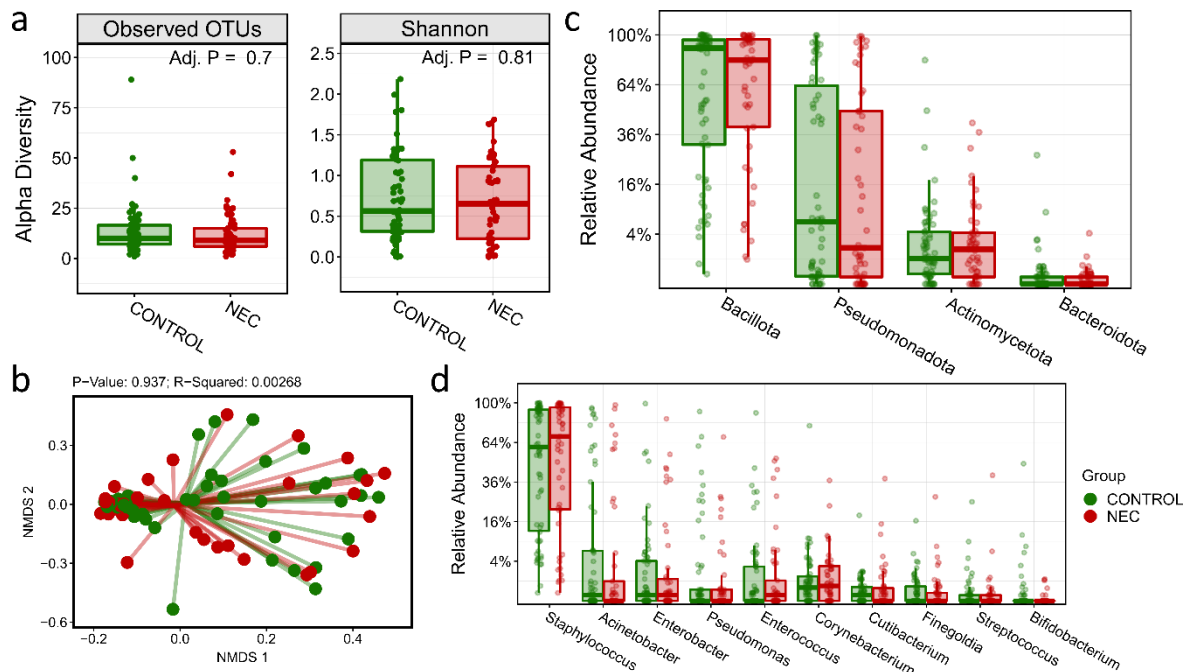 a
Observed OTUs
Shannon
Adj. P = 0.7
Adj. P = 0.81
Alpha Diversity
100
75
50
25
0
2.5
2.0
1.5
1.0
0.5
0.0
CONTROL
NEC
CONTROL
NEC
c
Relative Abundance
100%
64%
36%
16%
4%
Bacillota
Pseudomonadota
Actinomycetota
Bacteroidota
b
P-Value: 0.937; R-Squared: 0.00268
NMDS 2
0.3
0.0
-0.3
-0.6
-0.2
0.0
0.2
0.4
NMDS 1
d
Relative Abundance
100%
64%
36%
16%
4%
Staphylococcus
Acinetobacter
Enterobacter
Pseudomonas
Enterococcus
Corynebacterium
Cutibacterium
Finegoldia
Streptococcus
Bifidobacterium
Group
CONTROL
NEC